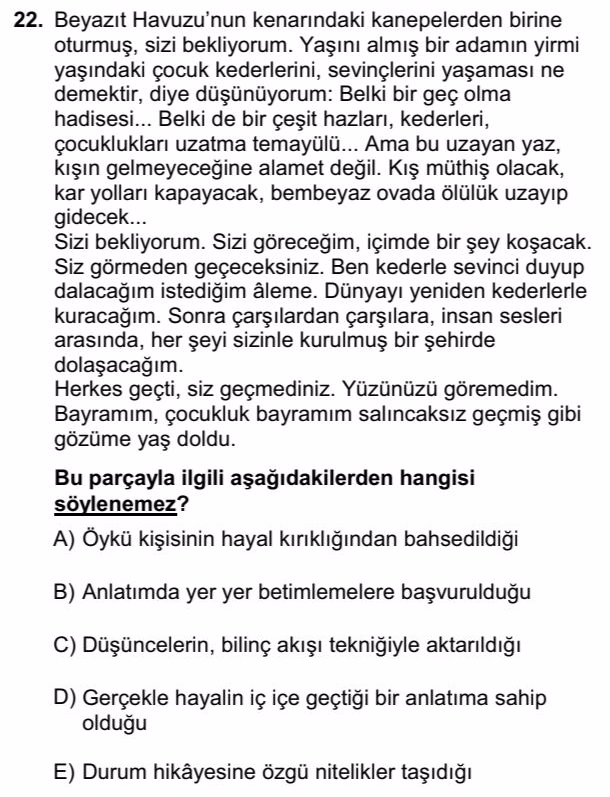 22. Beyazıt Havuzu’nun kenarındaki kanepelerden birine
oturmuş, sizi bekliyorum. Yaşını almış bir adamın yirmi
yaşındaki çocuk kederlerini, sevinçlerini yaşaması ne
demektir, diye düşünüyorum: Belki bir geç olma
hadisesi... Belki de bir çeşit hazları, kederleri,
çocuklukları uzatma temayülü... Ama bu uzayan yaz,
kışın gelmeyeceğine alamet değil. Kış müthiş olacak,
kar yolları kapayacak, bembeyaz ovada ölülük uzayıp
gidecek...
Sizi bekliyorum. Sizi göreceğim, içimde bir şey koşacak.
Siz görmeden geçeceksiniz. Ben kederle sevinci duyup
dalacağım istediğim âleme. Dünyayı yeniden kederlerle
kuracağım. Sonra çarşılardan çarşılara, insan sesleri
arasında, her şeyi sizinle kurulmuş bir şehirde
dolaşacağım.
Herkes geçti, siz geçmediniz. Yüzünüzü göremedim.
Bayramım, çocukluk bayramım salıncaksız geçmiş gibi
gözüme yaş doldu.
Bu parçayla ilgili aşağıdakilerden hangisi
söylenemez?
A) Öykü kişisinin hayal kırıklığından bahsedildiği
B) Anlatımda yer yer betimlemelere başvurulduğu
C) Düşüncelerin, bilinç akışı tekniğiyle aktarıldığı
D) Gerçekle hayalin iç içe geçtiği bir anlatıma sahip
olduğu
E) Durum hikâyesine özgü nitelikler taşıdığı